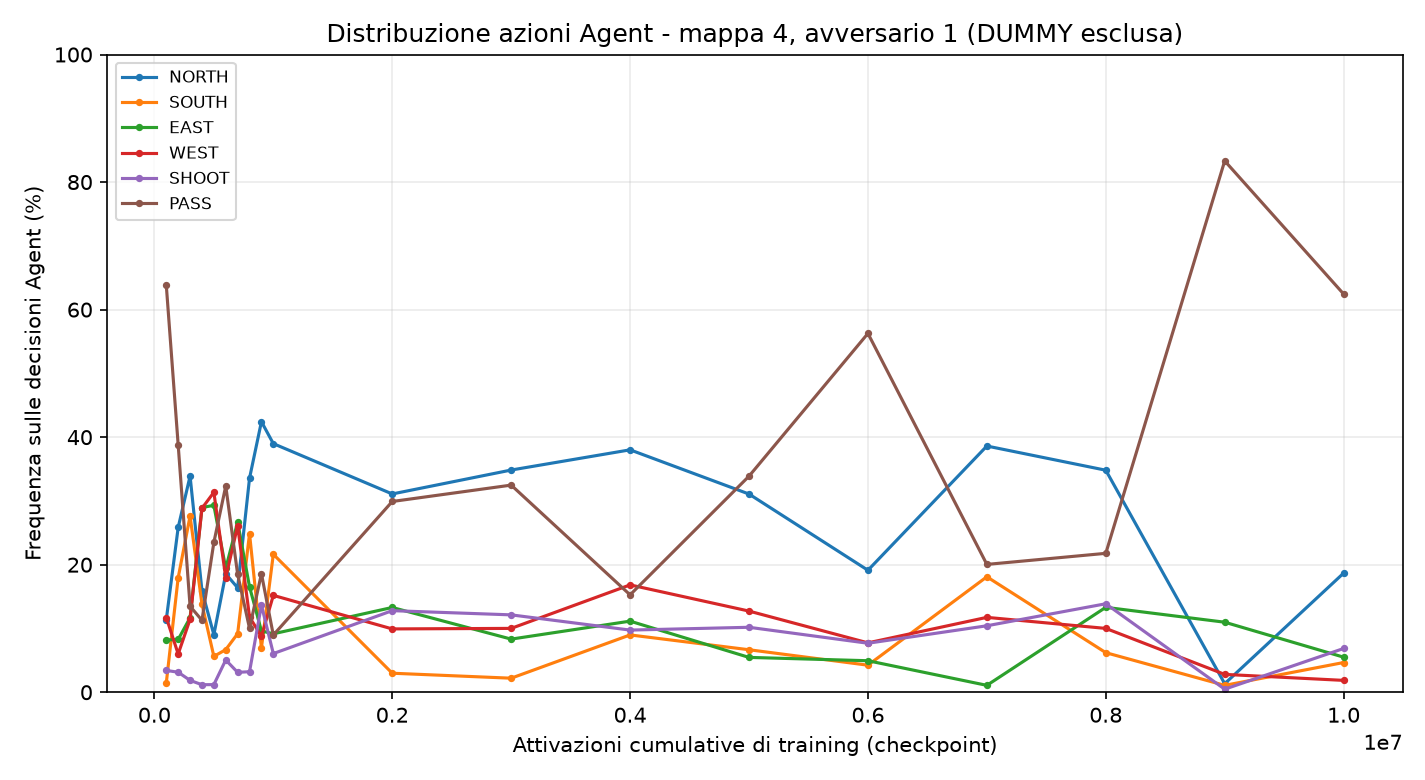 Distribuzione azioni Agent - mappa 4, avversario 1 (DUMMY esclusa)
Frequenza sulle decisioni Agent (%)
100
80
60
40
20
0
NORTH
SOUTH
EAST
WEST
SHOOT
PASS
0.0
0.2
0.4
0.6
0.8
1.0
1e7
Attivazioni cumulative di training (checkpoint)